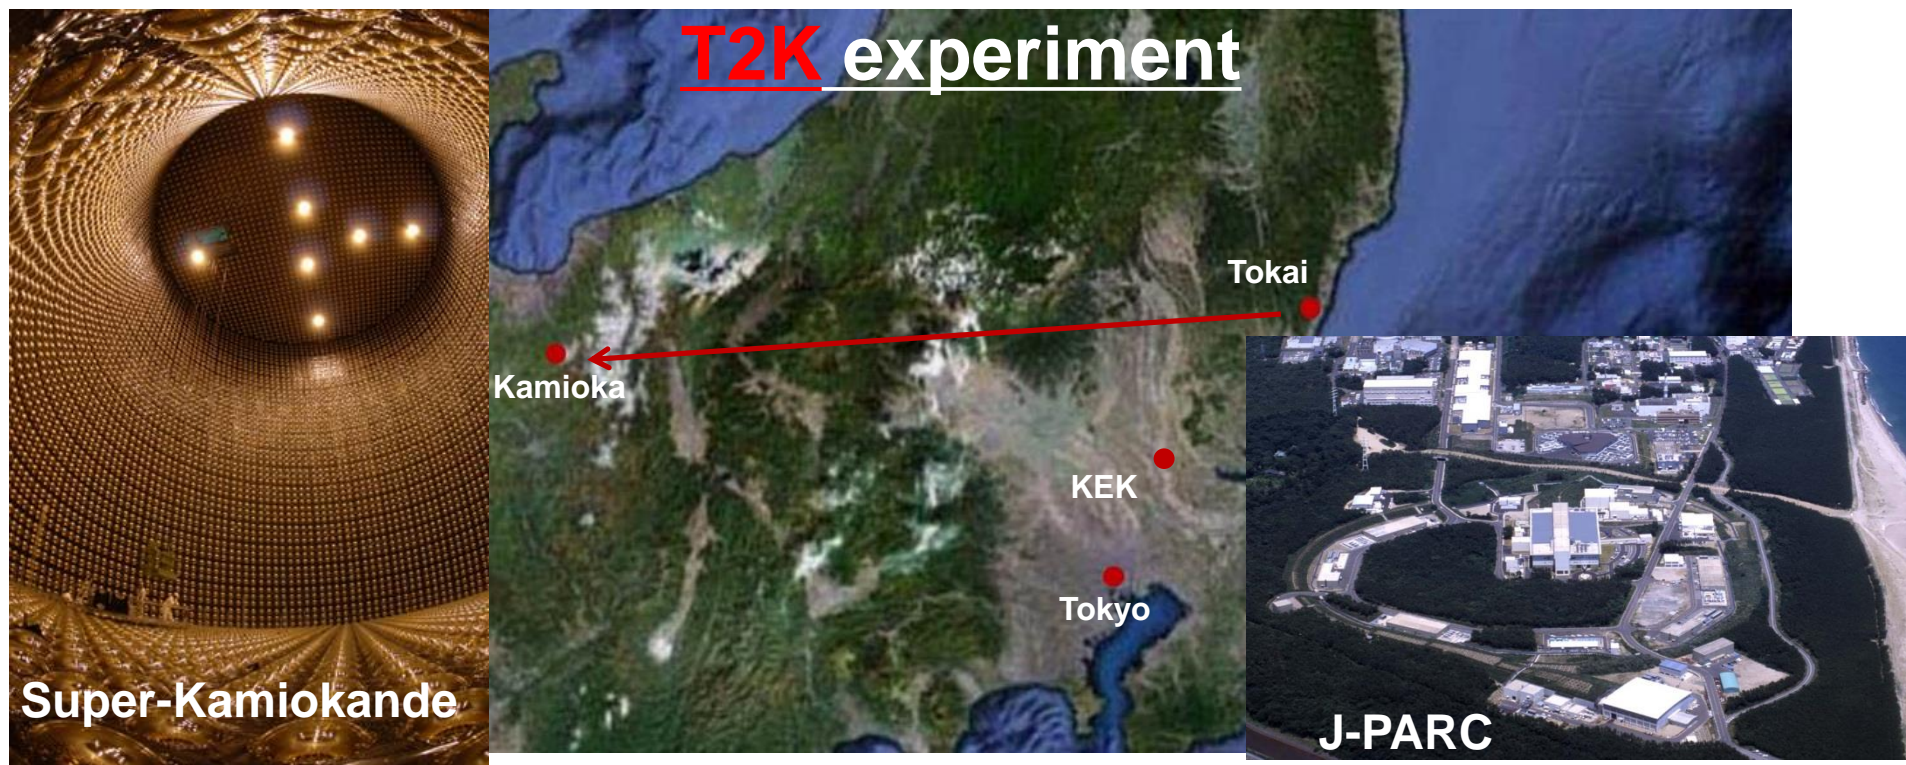 T2K experiment
Tokai
Kamioka
KEK
Tokyo
Super-Kamiokande
J-PARC